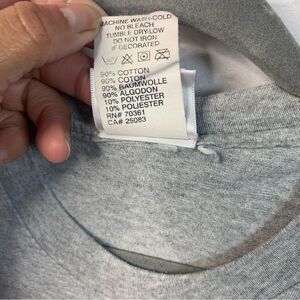 MACHINE WASH-COLD
NO BLEACH
TUMBLE DRY-LOW
DO NOT IRON
IF DECORATED
90% COTTON
90% COTON
90% BAUMWOLLE
90% ALGODON
10% POLYESTER
10% POLIESTER
RN# 70361
CA# 25083